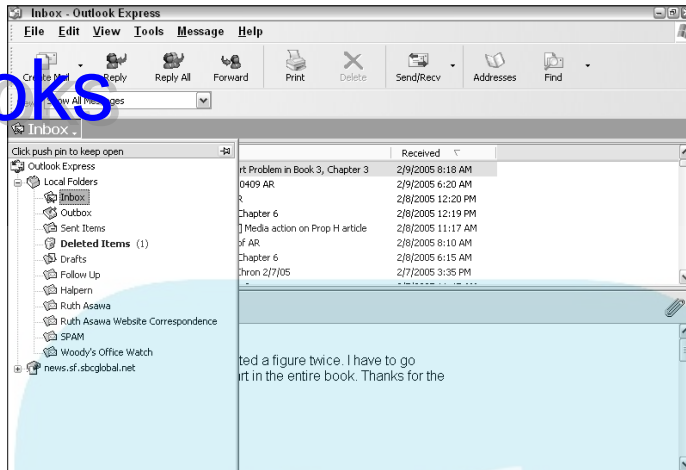 Inbox - Outlook Express
File Edit View Tools Message Help
Reply Reply All Forward Print Delete Send/Recv Addresses Find
oks
Show All Messages
Inbox
Click push pin to keep open
Received
Outlook Express
rt Problem in Book 3, Chapter 3 2/9/2005 8:18 AM
Local Folders
0409 AR 2/9/2005 6:20 AM
Inbox
R 2/8/2005 12:20 PM
Outbox
Chapter 6 2/8/2005 12:19 PM
Sent Items
] Media action on Prop H article 2/8/2005 11:17 AM
Deleted Items (1)
of AR 2/8/2005 8:10 AM
Drafts
Chapter 6 2/8/2005 6:15 AM
Follow Up
Chron 2/7/05 2/7/2005 3:35 PM
Halpern
Ruth Asawa
Ruth Asawa Website Correspondence
SPAM
Woody's Office Watch
ted a figure twice. I have to go
news.sf.sbcglobal.net
rt in the entire book. Thanks for the